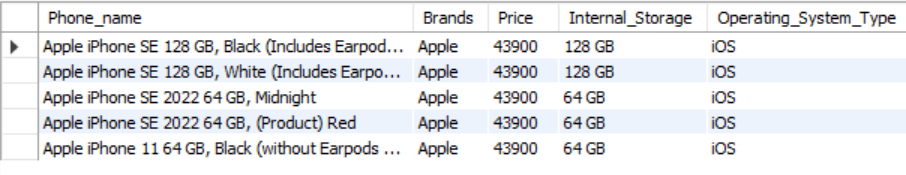 Phone_name Brands Price Internal_Storage Operating_System_Type
Apple iPhone SE 128 GB, Black (Includes Earpod... Apple 43900 128 GB iOS
Apple iPhone SE 128 GB, White (Includes Earpo... Apple 43900 128 GB iOS
Apple iPhone SE 2022 64 GB, Midnight Apple 43900 64 GB iOS
Apple iPhone SE 2022 64 GB, (Product) Red Apple 43900 64 GB iOS
Apple iPhone 11 64 GB, Black (without Earpods ... Apple 43900 64 GB iOS